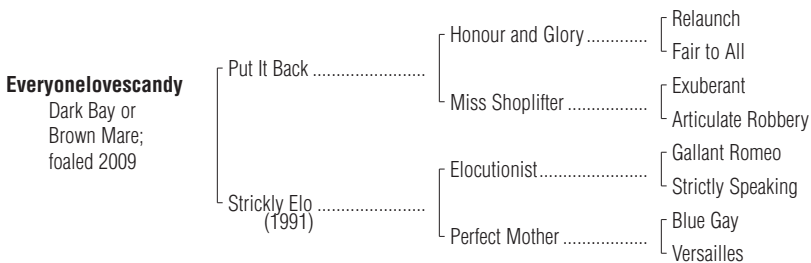 Everyonelovescandy
Dark Bay or
Brown Mare;
foaled 2009
Put It Back ........................
Strickly Elo .......................
(1991)
Honour and Glory .............
Miss Shoplifter .................
Elocutionist.......................
Perfect Mother ..................
Relaunch
Fair to All
Exuberant
Articulate Robbery
Gallant Romeo
Strictly Speaking
Blue Gay
Versailles